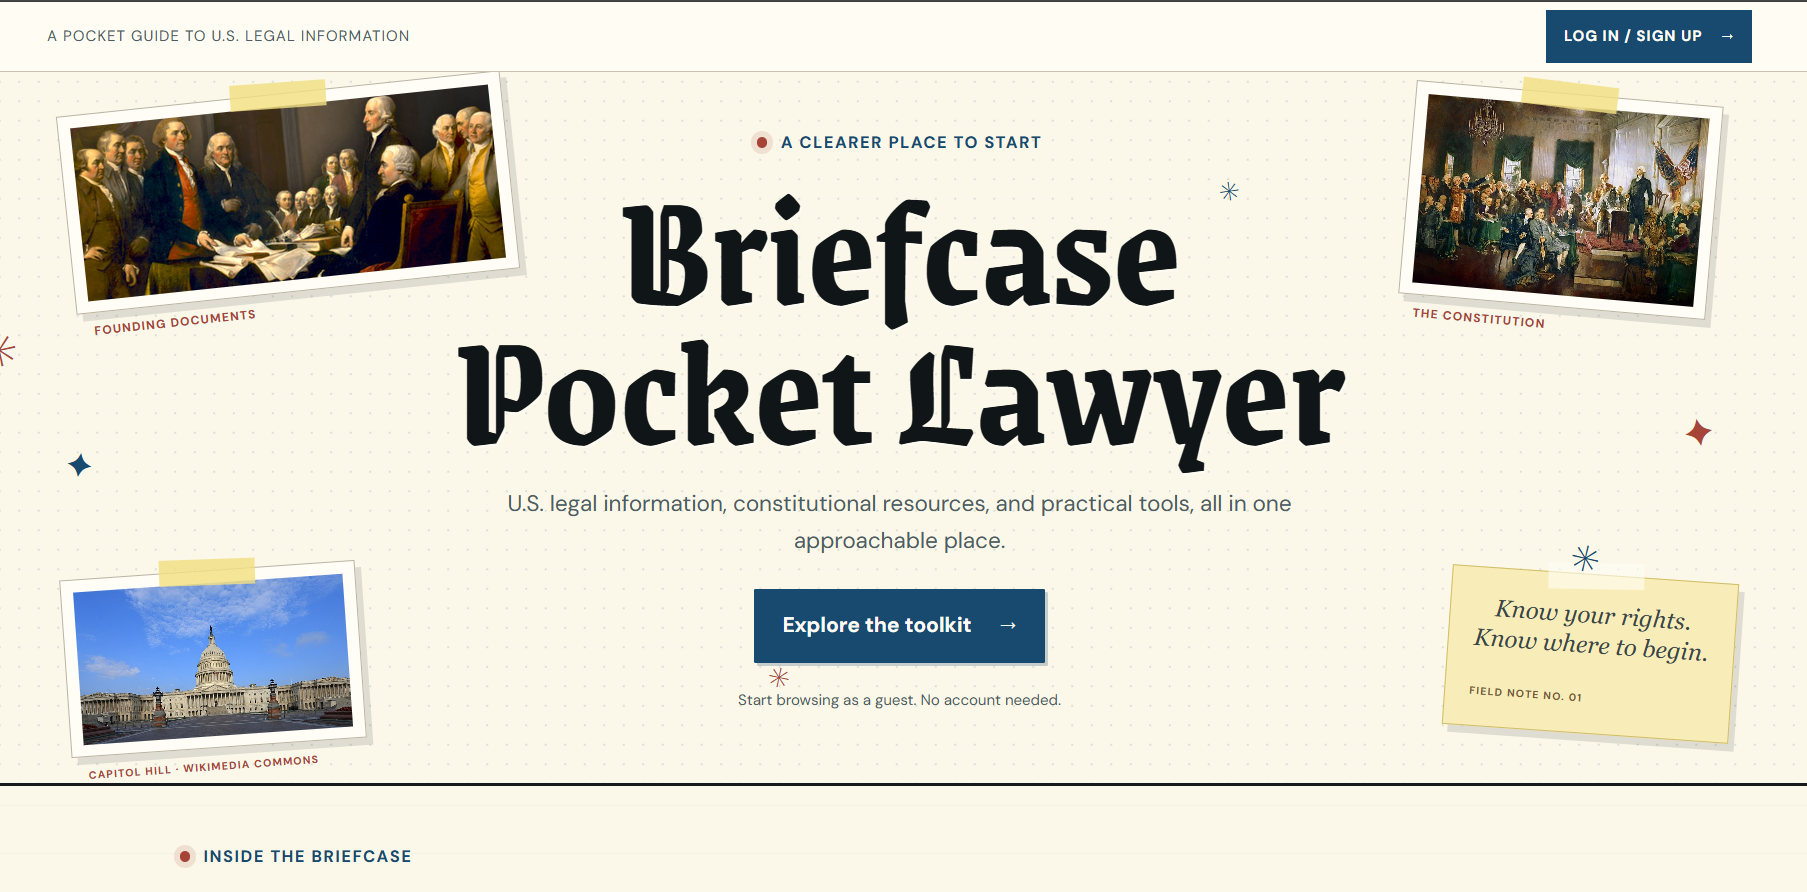 A POCKET GUIDE TO U.S. LEGAL INFORMATION
LOG IN / SIGN UP →
A CLEARER PLACE TO START
Briefcase
Pocket Lawyer
FOUNDING DOCUMENTS
THE CONSTITUTION
U.S. legal information, constitutional resources, and practical tools, all in one
approachable place.
Explore the toolkit →
Start browsing as a guest. No account needed.
CAPITOL HILL · WIKIMEDIA COMMONS
Know your rights.
Know where to begin.
FIELD NOTE NO. 01
INSIDE THE BRIEFCASE